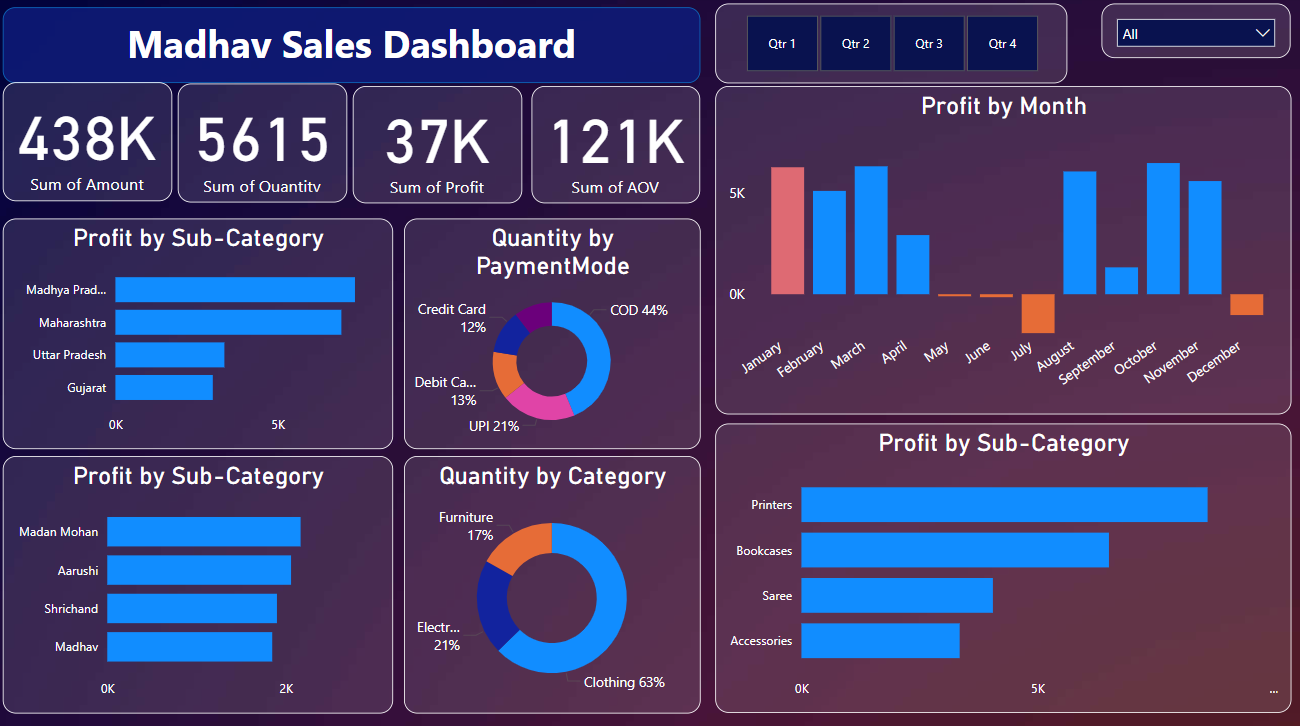 Madhav Sales Dashboard
Qtr 1
Qtr 2
Qtr 3
Qtr 4
All
438K
Sum of Amount
5615
Sum of Quantity
37K
Sum of Profit
121K
Sum of AOV
Profit by Month
5K
0K
January
February
March
April
May
June
July
August
September
October
November
December
Profit by Sub-Category
Madhya Prad...
Maharashtra
Uttar Pradesh
Gujarat
0K
5K
Quantity by
PaymentMode
Credit Card
12%
COD 44%
Debit Ca...
13%
UPI 21%
Profit by Sub-Category
Madan Mohan
Aarushi
Shrichand
Madhav
0K
2K
Quantity by Category
Furniture
17%
Electr...
21%
Clothing 63%
Profit by Sub-Category
Printers
Bookcases
Saree
Accessories
0K
5K
...